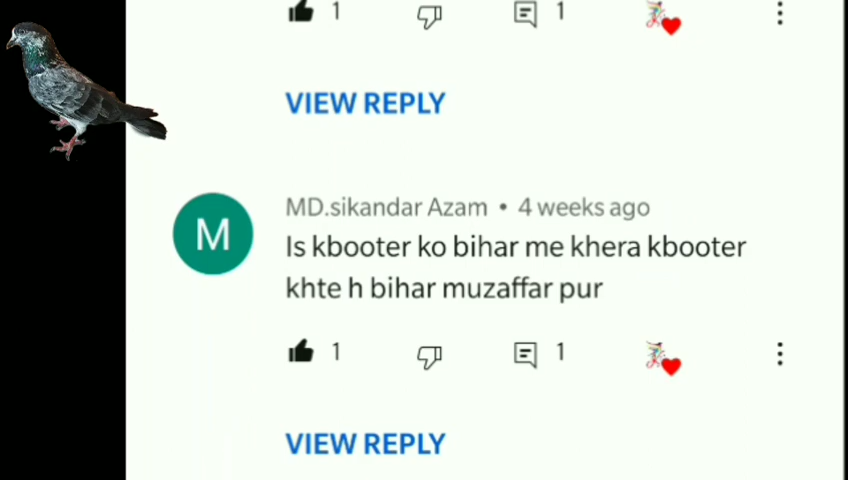 1 1
VIEW REPLY
M
MD.sikandar Azam • 4 weeks ago
Is kbooter ko bihar me khera kbooter
khte h bihar muzaffar pur
1 1
VIEW REPLY